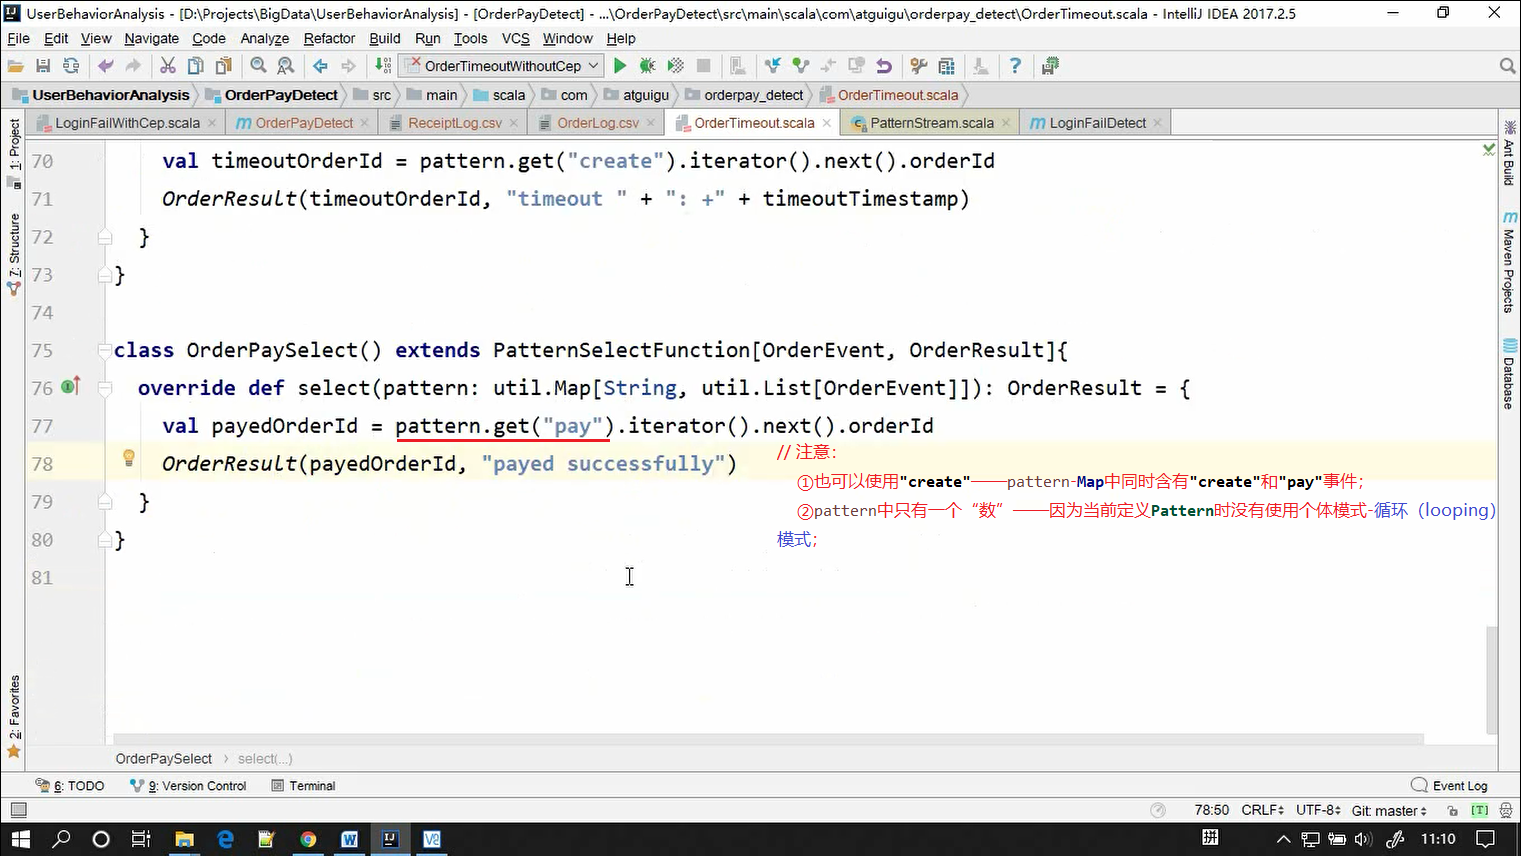 UserBehaviorAnalysis - [D:\Projects\BigData\UserBehaviorAnalysis] - [OrderPayDetect] - ...\OrderPayDetect\src\main\scala\com\atguigu\orderpay_detect\OrderTimeout.scala - IntelliJ IDEA 2017.2.5
File Edit View Navigate Code Analyze Refactor Build Run Tools VCS Window Help
OrderTimeoutWithoutCep
UserBehaviorAnalysis OrderPayDetect src main scala com atguigu orderpay_detect OrderTimeout.scala
LoginFailWithCep.scala OrderPayDetect ReceiptLog.csv OrderLog.csv OrderTimeout.scala PatternStream.scala LoginFailDetect
1: Project
7: Structure
2: Favorites
Ant Build
Maven Projects
Database
70 val timeoutOrderId = pattern.get("create").iterator().next().orderId
71 OrderResult(timeoutOrderId, "timeout " + ": +" + timeoutTimestamp)
72 }
73 }
74
75 class OrderPaySelect() extends PatternSelectFunction[OrderEvent, OrderResult]{
76 override def select(pattern: util.Map[String, util.List[OrderEvent]]): OrderResult = {
77 val payedOrderId = pattern.get("pay").iterator().next().orderId
78 OrderResult(payedOrderId, "payed successfully")
79 }
80 }
81
// 注意：
①也可以使用"create"——pattern-Map中同时含有"create"和"pay"事件；
②pattern中只有一个“数”——因为当前定义Pattern时没有使用个体模式-循环（looping）
模式；
OrderPaySelect › select(...)
6: TODO 9: Version Control Terminal Event Log
78:50 CRLF UTF-8 Git: master [T]
拼 11:10